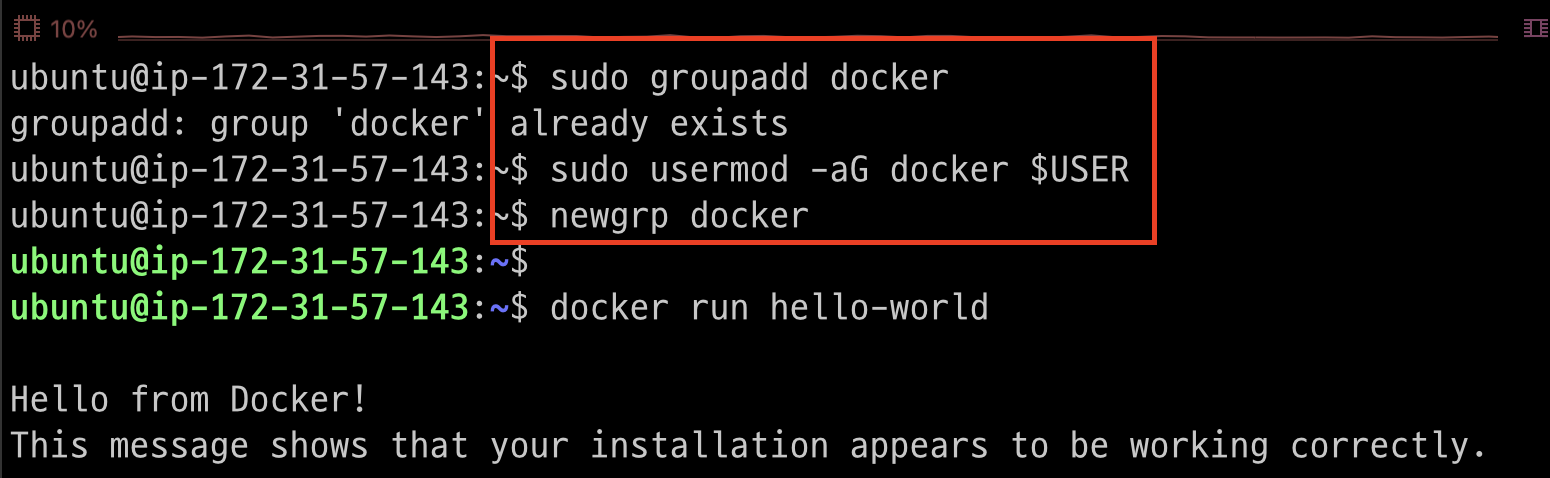 10%
ubuntu@ip-172-31-57-143:~$ sudo groupadd docker
groupadd: group 'docker' already exists
ubuntu@ip-172-31-57-143:~$ sudo usermod -aG docker $USER
ubuntu@ip-172-31-57-143:~$ newgrp docker
ubuntu@ip-172-31-57-143:~$
ubuntu@ip-172-31-57-143:~$ docker run hello-world
Hello from Docker!
This message shows that your installation appears to be working correctly.